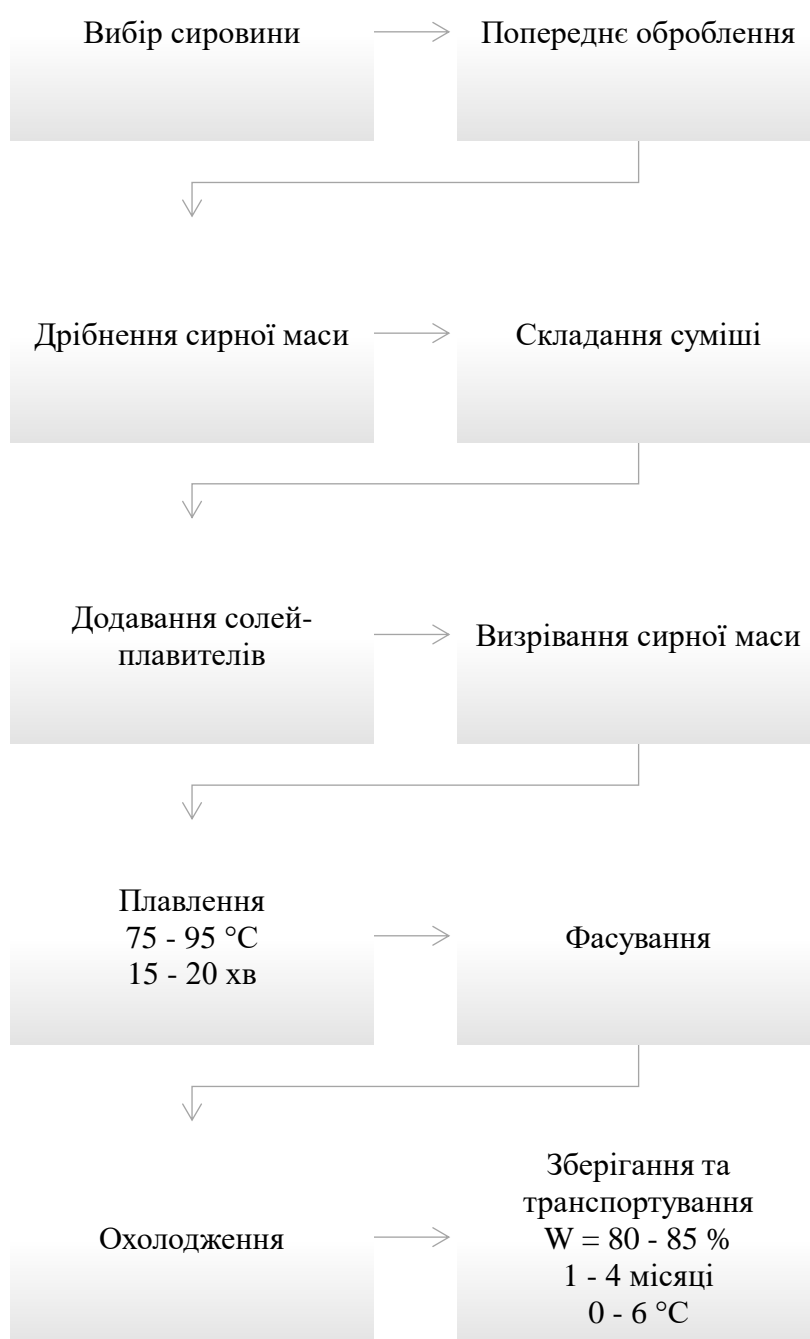 Вибір сировини
Попереднє оброблення
Дрібнення сирної маси
Складання суміші
Додавання солей-
плавителів
Визрівання сирної маси
Плавлення
75 - 95 °C
15 - 20 хв
Фасування
Охолодження
Зберігання та
транспортування
W = 80 - 85 %
1 - 4 місяці
0 - 6 °C